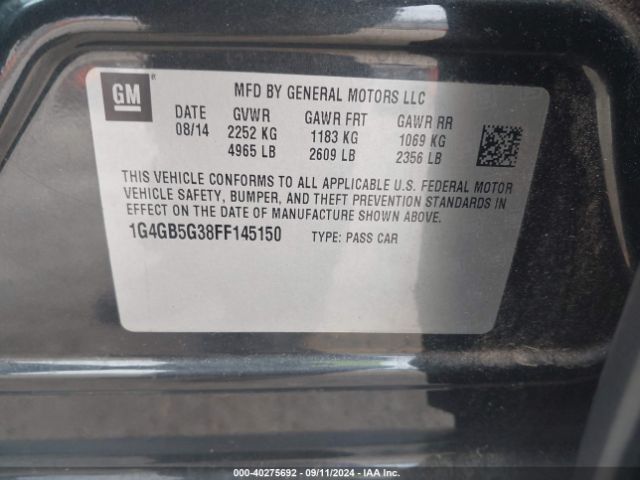 GM
MFD BY GENERAL MOTORS LLC
DATE GVWR GAWR FRT GAWR RR
08/14 2252 KG 1183 KG 1069 KG
4965 LB 2609 LB 2356 LB
THIS VEHICLE CONFORMS TO ALL APPLICABLE U.S. FEDERAL MOTOR
VEHICLE SAFETY, BUMPER, AND THEFT PREVENTION STANDARDS IN
EFFECT ON THE DATE OF MANUFACTURE SHOWN ABOVE.
1G4GB5G38FF145150 TYPE: PASS CAR
000-40275692 - 09/11/2024 - IAA Inc.